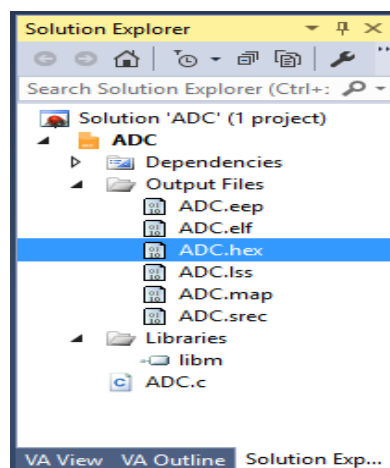 Solution Explorer
Search Solution Explorer (Ctrl+:
Solution 'ADC' (1 project)
ADC
Dependencies
Output Files
ADC.eep
ADC.elf
ADC.hex
ADC.lss
ADC.map
ADC.srec
Libraries
libm
ADC.c
VA View VA Outline Solution Exp...